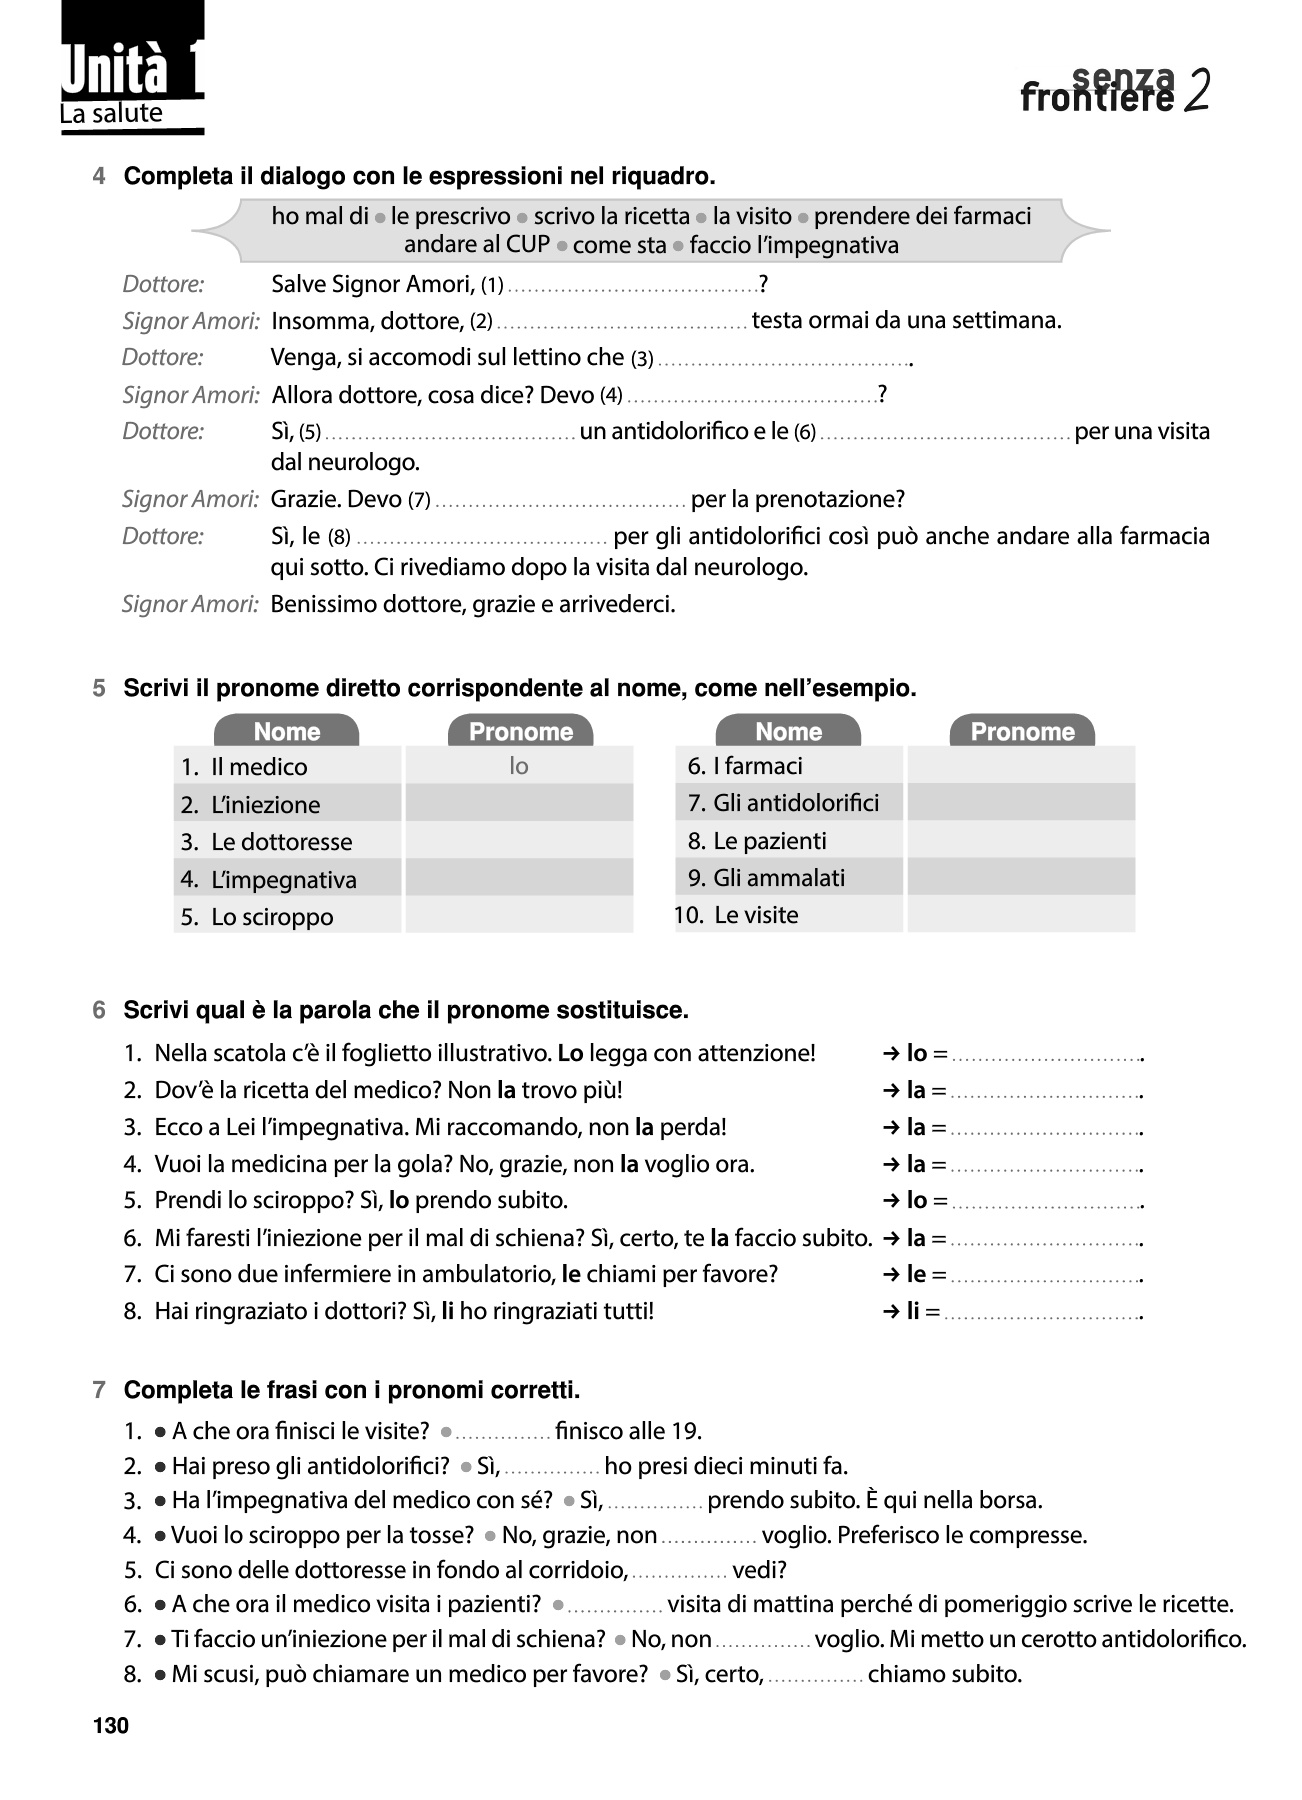 Unità 1
La salute
senza
frontiere 2
4 Completa il dialogo con le espressioni nel riquadro.
ho mal di ● le prescrivo ● scrivo la ricetta ● la visito ● prendere dei farmaci
andare al CUP ● come sta ● faccio l’impegnativa
Dottore: Salve Signor Amori, (1) ......................................?
Signor Amori: Insomma, dottore, (2) ...................................... testa ormai da una settimana.
Dottore: Venga, si accomodi sul lettino che (3) .......................................
Signor Amori: Allora dottore, cosa dice? Devo (4) ......................................?
Dottore: Sì, (5) ...................................... un antidolorifico e le (6) ...................................... per una visita
dal neurologo.
Signor Amori: Grazie. Devo (7) ...................................... per la prenotazione?
Dottore: Sì, le (8) ...................................... per gli antidolorifici così può anche andare alla farmacia
qui sotto. Ci rivediamo dopo la visita dal neurologo.
Signor Amori: Benissimo dottore, grazie e arrivederci.
5 Scrivi il pronome diretto corrispondente al nome, come nell’esempio.
Nome Pronome
1. Il medico lo
2. L’iniezione
3. Le dottoresse
4. L’impegnativa
5. Lo sciroppo
Nome Pronome
6. I farmaci
7. Gli antidolorifici
8. Le pazienti
9. Gli ammalati
10. Le visite
6 Scrivi qual è la parola che il pronome sostituisce.
1. Nella scatola c’è il foglietto illustrativo. Lo legga con attenzione! → lo = ..............................
2. Dov’è la ricetta del medico? Non la trovo più! → la = ..............................
3. Ecco a Lei l’impegnativa. Mi raccomando, non la perda! → la = ..............................
4. Vuoi la medicina per la gola? No, grazie, non la voglio ora. → la = ..............................
5. Prendi lo sciroppo? Sì, lo prendo subito. → lo = ..............................
6. Mi faresti l’iniezione per il mal di schiena? Sì, certo, te la faccio subito. → la = ..............................
7. Ci sono due infermiere in ambulatorio, le chiami per favore? → le = ..............................
8. Hai ringraziato i dottori? Sì, li ho ringraziati tutti! → li = ..............................
7 Completa le frasi con i pronomi corretti.
1. ● A che ora finisci le visite? ● ............... finisco alle 19.
2. ● Hai preso gli antidolorifici? ● Sì, ............... ho presi dieci minuti fa.
3. ● Ha l’impegnativa del medico con sé? ● Sì, ............... prendo subito. È qui nella borsa.
4. ● Vuoi lo sciroppo per la tosse? ● No, grazie, non ............... voglio. Preferisco le compresse.
5. Ci sono delle dottoresse in fondo al corridoio, ............... vedi?
6. ● A che ora il medico visita i pazienti? ● ............... visita di mattina perché di pomeriggio scrive le ricette.
7. ● Ti faccio un’iniezione per il mal di schiena? ● No, non ............... voglio. Mi metto un cerotto antidolorifico.
8. ● Mi scusi, può chiamare un medico per favore? ● Sì, certo, ............... chiamo subito.
130